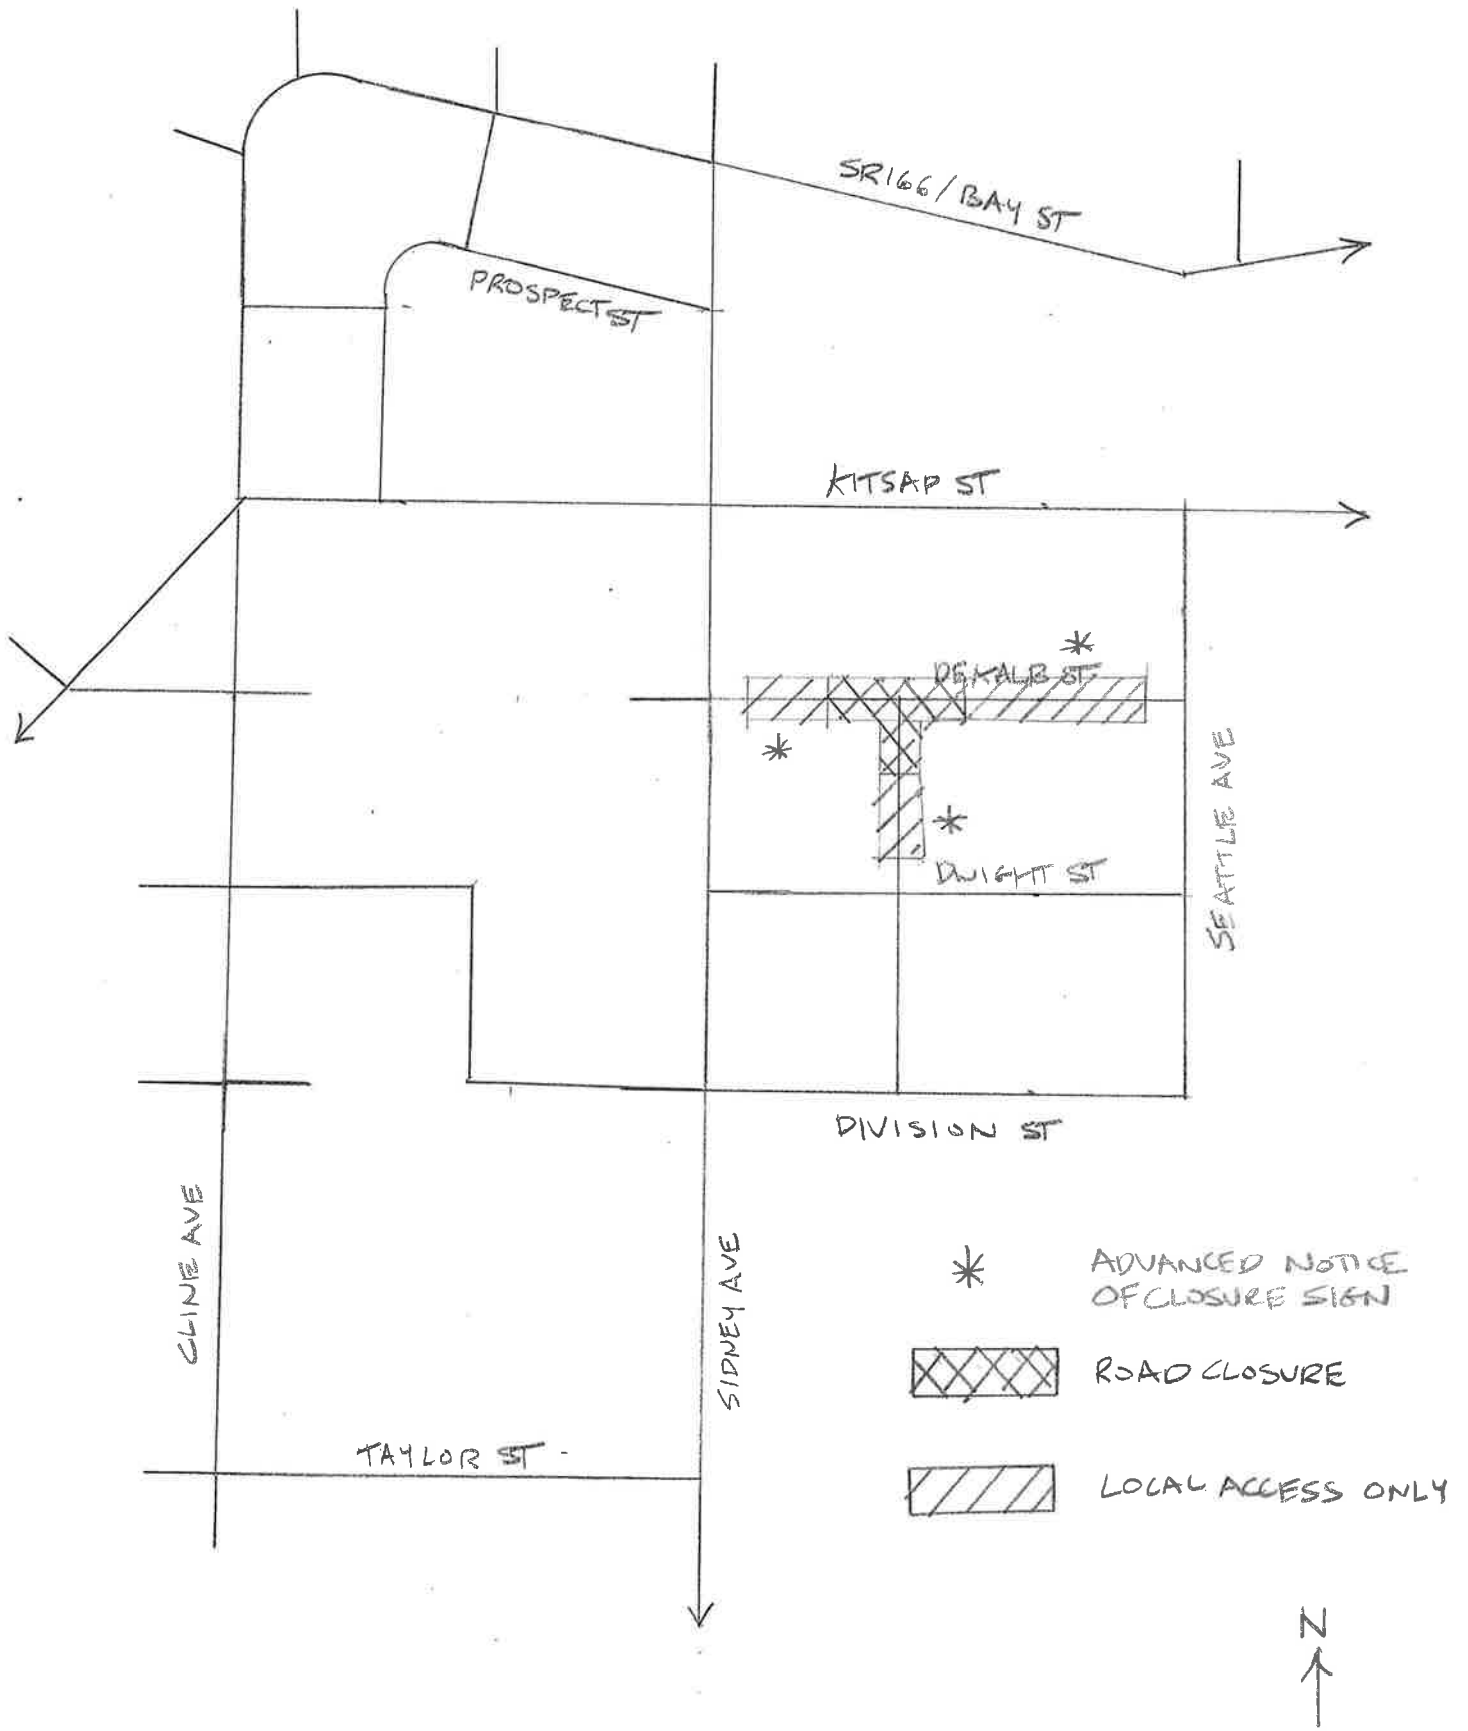 SR166/BAY ST
PROSPECT ST
KITSAP ST
DEKALB ST
SEATTLE AVE
DWIGHT ST
DIVISION ST
CLINE AVE
SIDNEY AVE
ADVANCED NOTICE
OF CLOSURE SIGN
ROAD CLOSURE
TAYLOR ST
LOCAL ACCESS ONLY
N